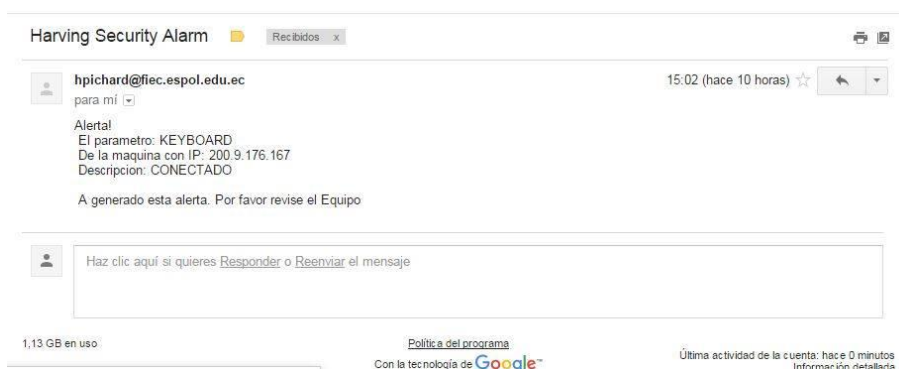 Harving Security Alarm
Recibidos x
hpichard@fiec.espol.edu.ec
15:02 (hace 10 horas)
para mí
Alerta!
El parametro: KEYBOARD
De la maquina con IP: 200.9.176.167
Descripcion: CONECTADO
A generado esta alerta. Por favor revise el Equipo
Haz clic aquí si quieres Responder o Reenviar el mensaje
1,13 GB en uso
Política del programa
Con la tecnología de Google™
Última actividad de la cuenta: hace 0 minutos
Información detallada